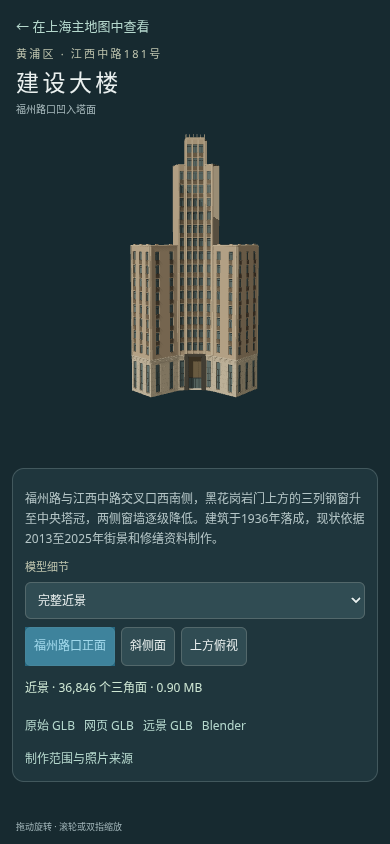 ← 在上海主地图中查看
黄浦区 · 江西中路181号
建设大楼
福州路口凹入塔面
福州路与江西中路交叉口西南侧，黑花岗岩门上方的三列钢窗升
至中央塔冠，两侧窗墙逐级降低。建筑于1936年落成，现状依据
2013至2025年街景和修缮资料制作。
模型细节
完整近景
福州路口正面 斜侧面 上方俯视
近景 · 36,846 个三角面 · 0.90 MB
原始 GLB 网页 GLB 远景 GLB Blender
制作范围与照片来源
拖动旋转 · 滚轮或双指缩放